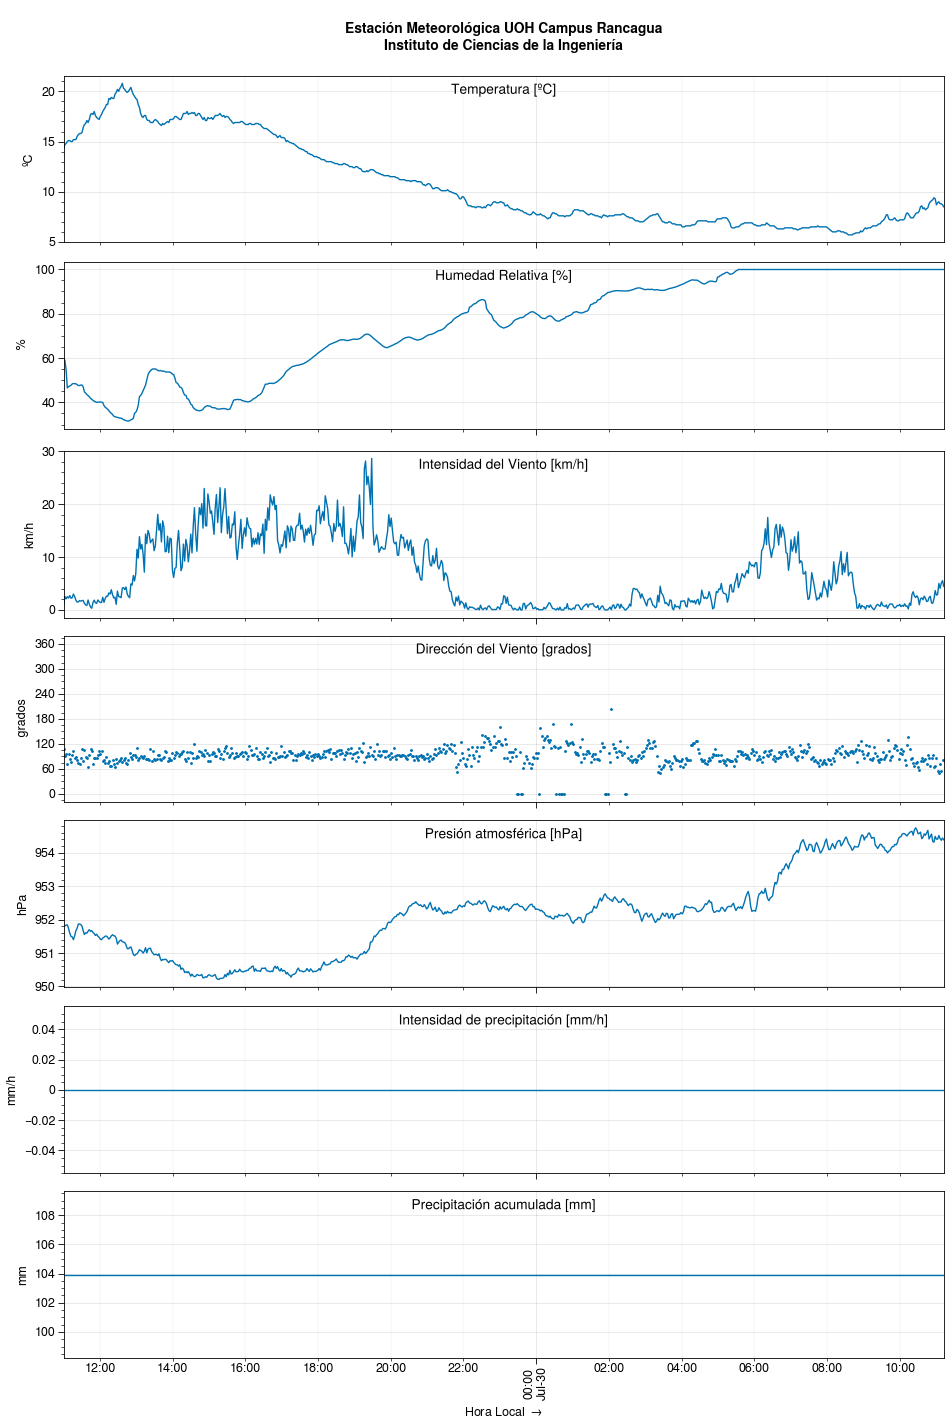 Estación Meteorológica UOH Campus Rancagua
Instituto de Ciencias de la Ingeniería
Temperatura [ºC]
20
15
10
5
ºC
Humedad Relativa [%]
100
80
60
40
%
Intensidad del Viento [km/h]
30
20
10
0
km/h
Dirección del Viento [grados]
360
300
240
180
120
60
0
grados
Presión atmosférica [hPa]
954
953
952
951
950
hPa
Intensidad de precipitación [mm/h]
0.04
0.02
0
−0.02
−0.04
mm/h
Precipitación acumulada [mm]
108
106
104
102
100
mm
12:00 14:00 16:00 18:00 20:00 22:00 00:00 02:00 04:00 06:00 08:00 10:00
Jul-30
Hora Local →